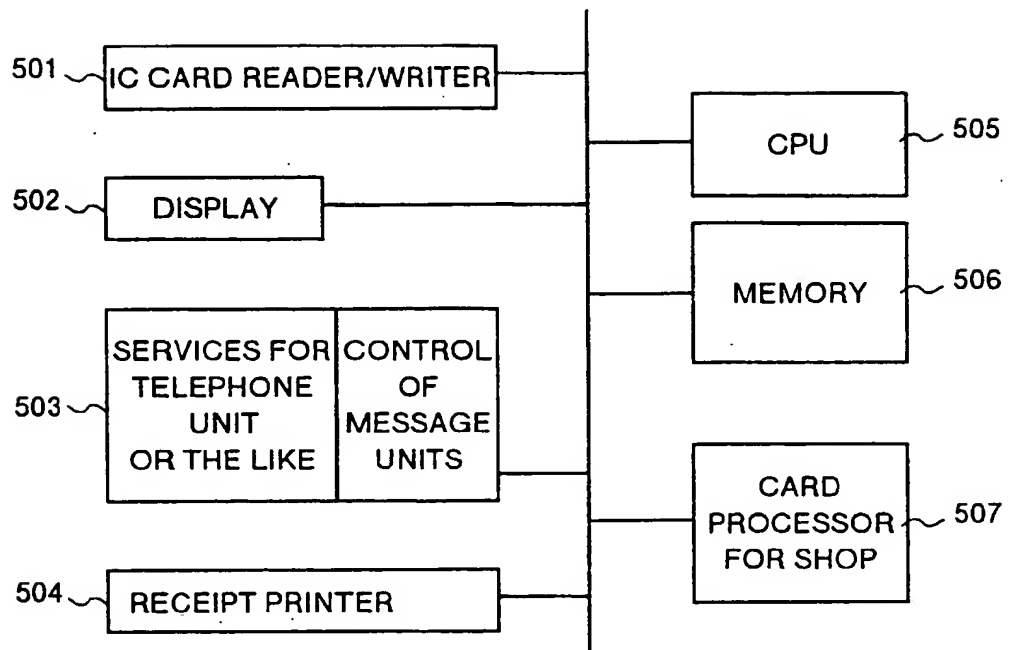 501
IC CARD READER/WRITER
502
DISPLAY
503
SERVICES FOR
TELEPHONE
UNIT
OR THE LIKE
CONTROL
OF
MESSAGE
UNITS
504
RECEIPT PRINTER
CPU
505
MEMORY
506
CARD
PROCESSOR
FOR SHOP
507